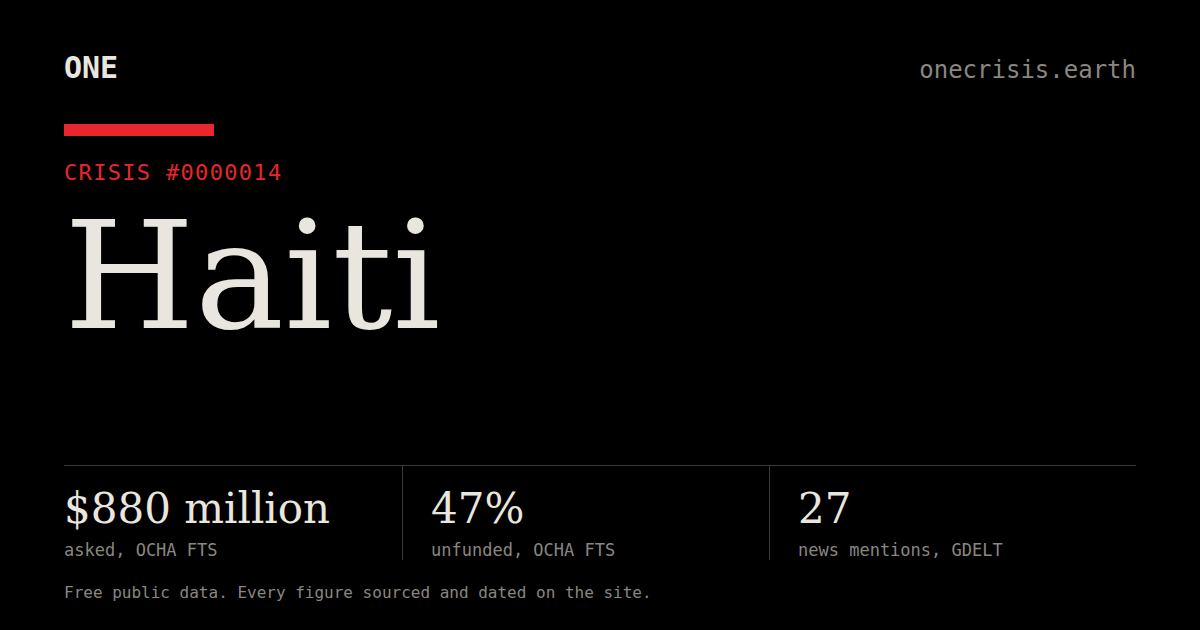 ONE
onecrisis.earth
CRISIS #0000014
Haiti
$880 million
asked, OCHA FTS
47%
unfunded, OCHA FTS
27
news mentions, GDELT
Free public data. Every figure sourced and dated on the site.